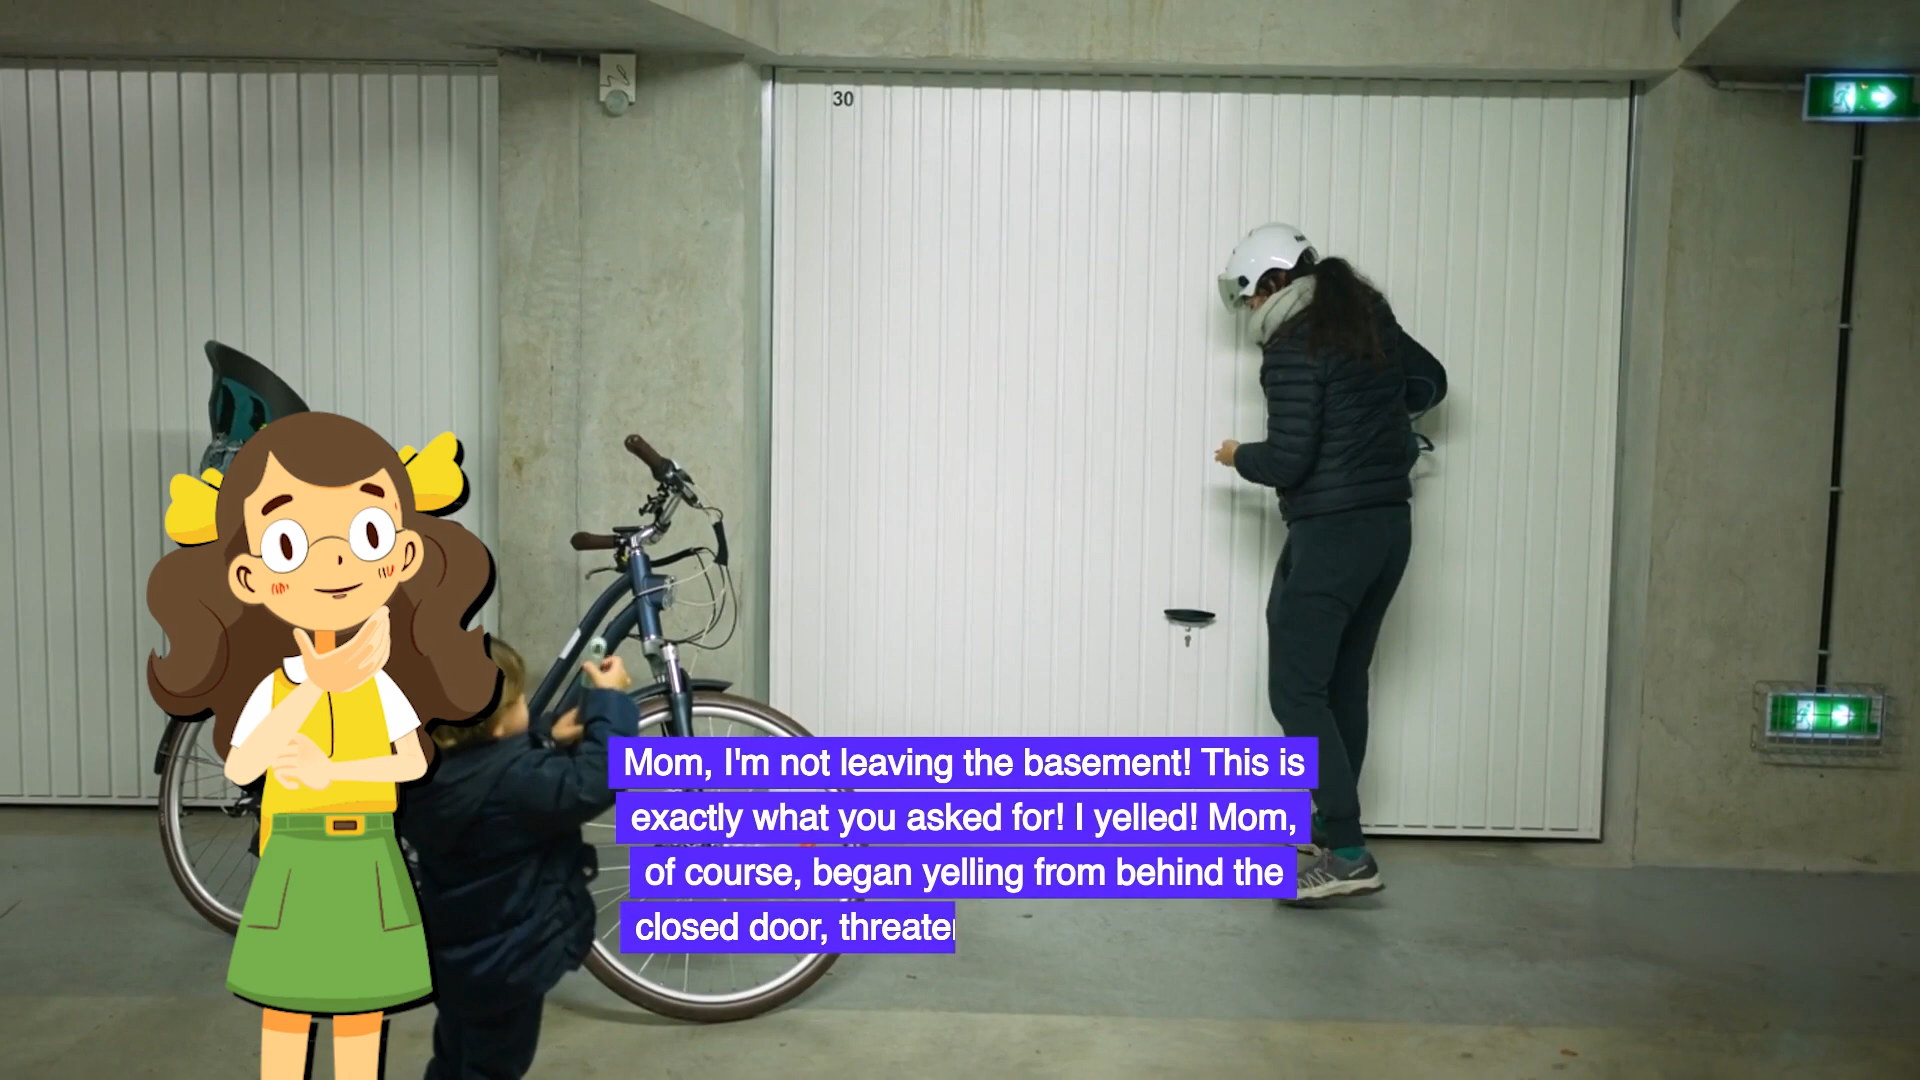 30
Mom, I'm not leaving the basement! This is
exactly what you asked for! I yelled! Mom,
of course, began yelling from behind the
closed door, threate